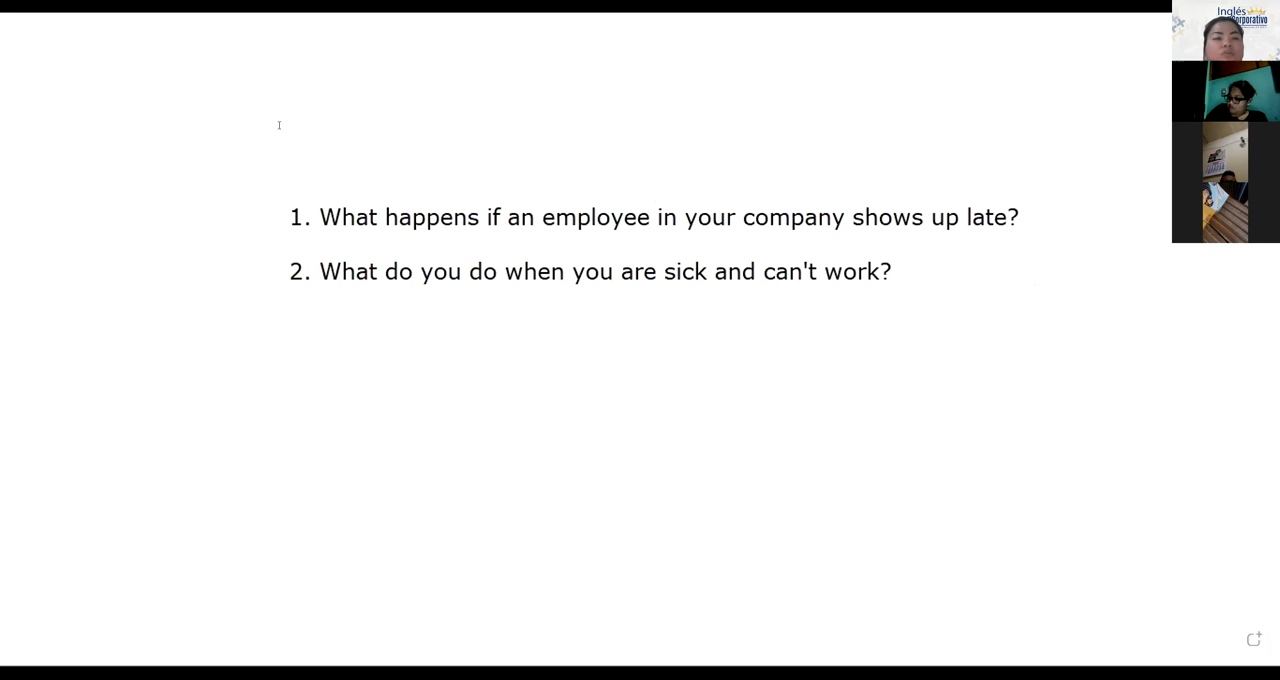 Inglés
Corporativo
1. What happens if an employee in your company shows up late?
2. What do you do when you are sick and can't work?